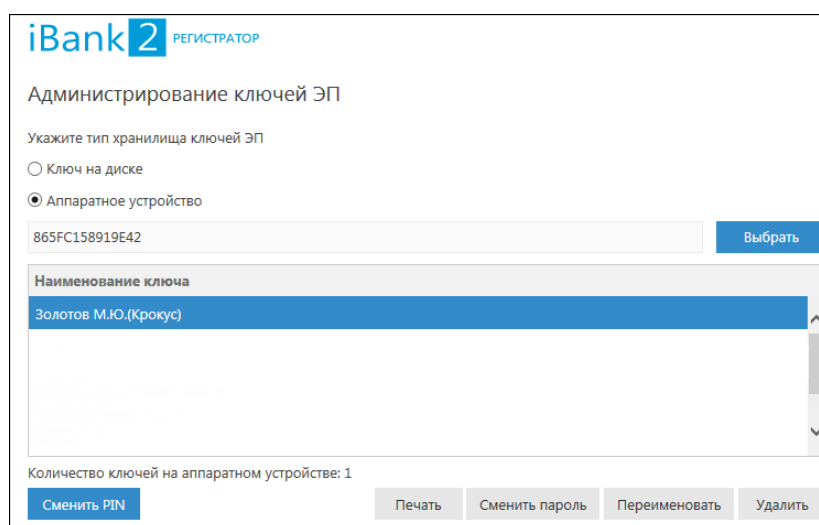 iBank 2 РЕГИСТРАТОР
Администрирование ключей ЭП
Укажите тип хранилища ключей ЭП
Ключ на диске
Аппаратное устройство
865FC158919E42 Выбрать
Наименование ключа
Золотов М.Ю.(Крокус)
Количество ключей на аппаратном устройстве: 1
Сменить PIN Печать Сменить пароль Переименовать Удалить